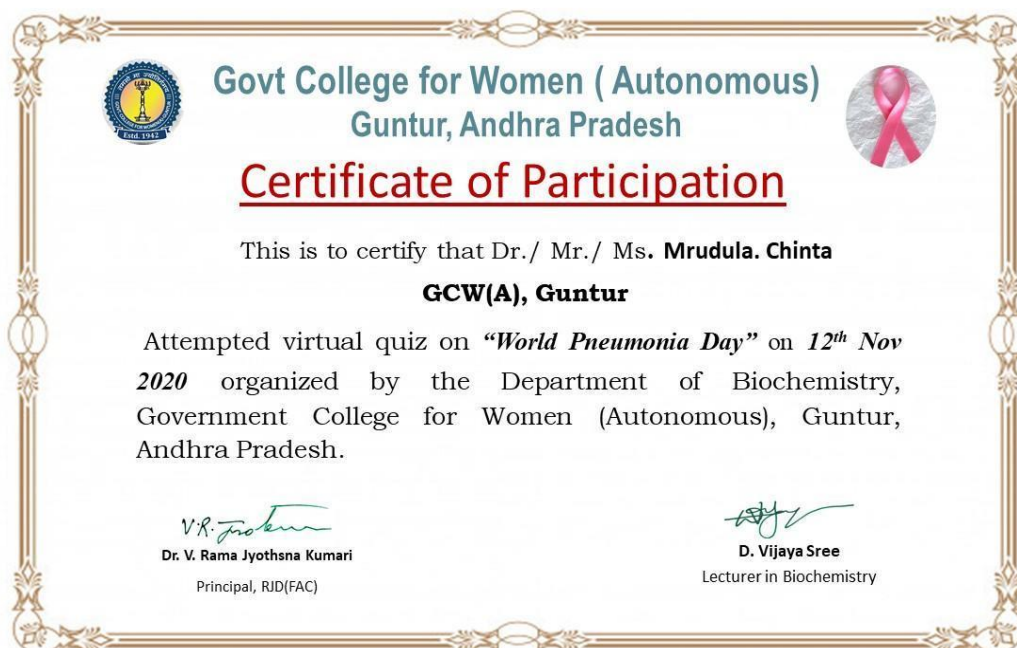 Govt College for Women ( Autonomous)
Guntur, Andhra Pradesh
Certificate of Participation
This is to certify that Dr./ Mr./ Ms. Mrudula. Chinta
GCW(A), Guntur
Attempted virtual quiz on “World Pneumonia Day” on 12th Nov
2020 organized by the Department of Biochemistry,
Government College for Women (Autonomous), Guntur,
Andhra Pradesh.
V.R.
Dr. V. Rama Jyothsna Kumari
Principal, RJD(FAC)
D. Vijaya Sree
Lecturer in Biochemistry
Estd. 1942